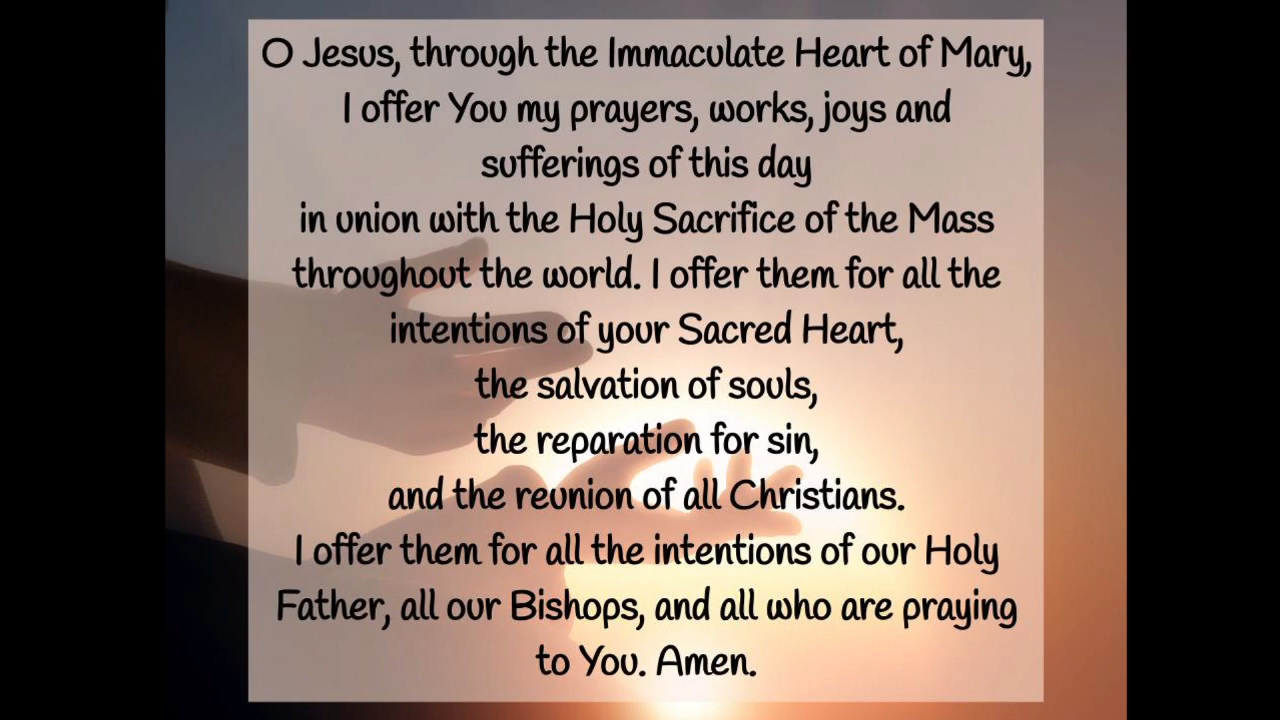 O Jesus, through the Immaculate Heart of Mary,
I offer You my prayers, works, joys and
sufferings of this day
in union with the Holy Sacrifice of the Mass
throughout the world. I offer them for all the
intentions of your Sacred Heart,
the salvation of souls,
the reparation for sin,
and the reunion of all Christians.
I offer them for all the intentions of our Holy
Father, all our Bishops, and all who are praying
to You. Amen.